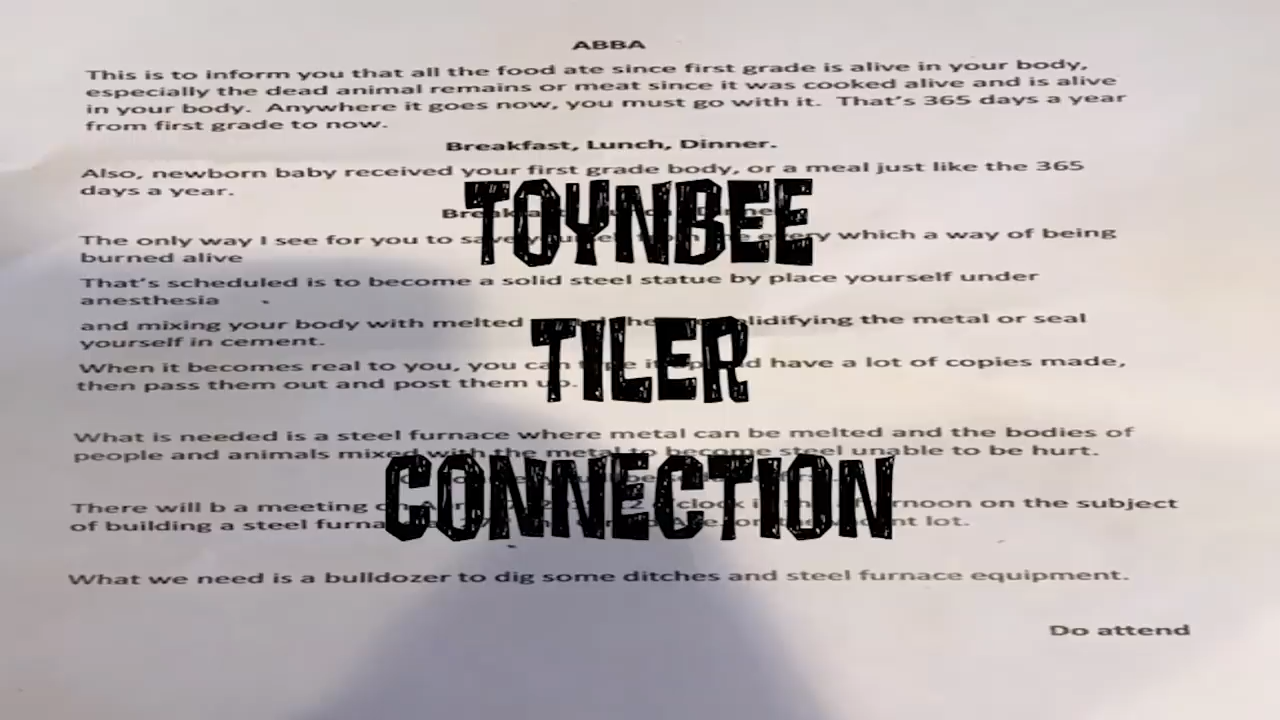 ABBA
This is to inform you that all the food ate since first grade is alive in your body,
especially the dead animal remains or meat since it was cooked alive and is alive
in your body. Anywhere it goes now, you must go with it. That's 365 days a year
from first grade to now.
Breakfast, Lunch, Dinner.
Also, newborn baby received your first grade body, or a meal just like the 365
days a year.
TOYNBEE
The only way I see for you to which a way of being
burned alive
That's scheduled is to become a solid steel statue by place yourself under
anesthesia
and mixing your body with melted the metal or seal
yourself in cement.
TILER
When it becomes real to you, you can have a lot of copies made,
then pass them out and post them up.
What is needed is a steel furnace where metal can be melted and the bodies of
people and animals mixed with the metal to become steel unable to be hurt.
CONNECTION
There will b a meeting on the subject
of building a steel lot.
What we need is a bulldozer to dig some ditches and steel furnace equipment.
Do attend